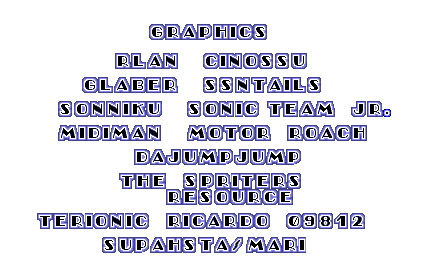 GRAPHICS
RLAN CINOSSU
GLABER SSNTAILS
SONNIKU SONIC TEAM JR.
MIDIMAN MOTOR ROACH
DAJUMPJUMP
THE SPRITERS
RESOURCE
TERIONIC RICARDO 09842
SUPAHSTA/MARI